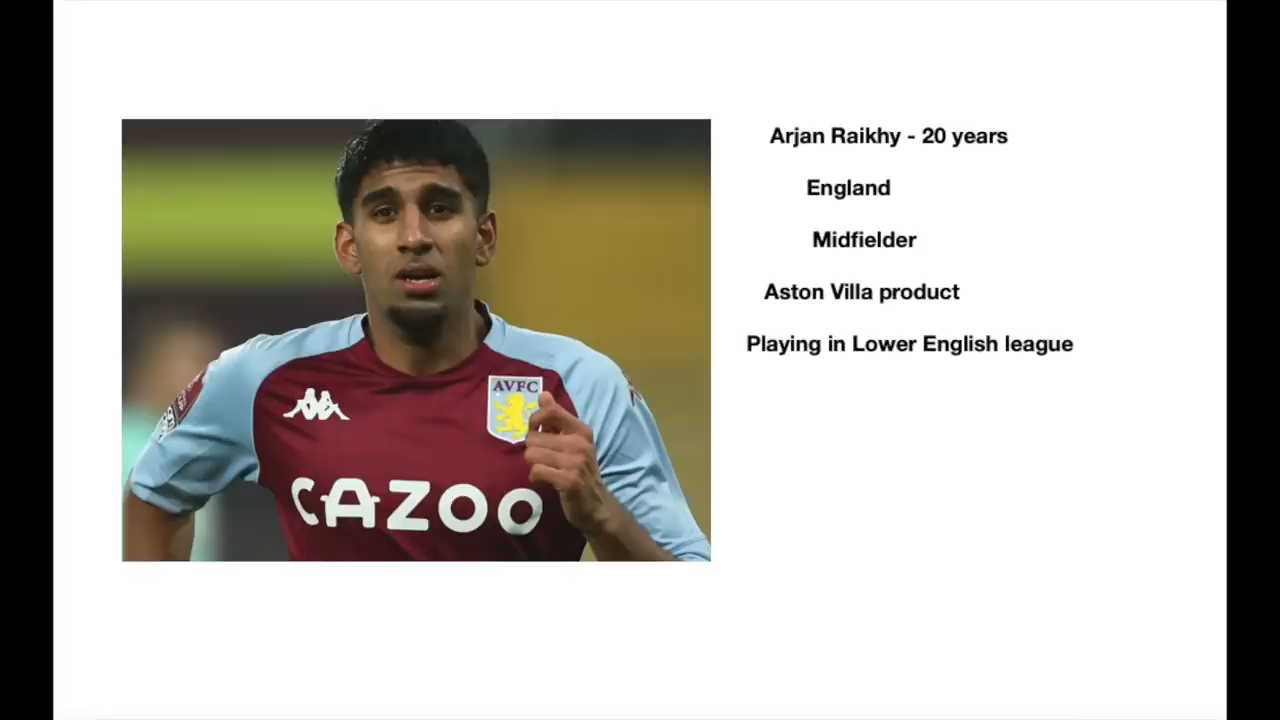 Arjan Raikhy - 20 years
England
Midfielder
Aston Villa product
Playing in Lower English league
AVFC
CAZOO